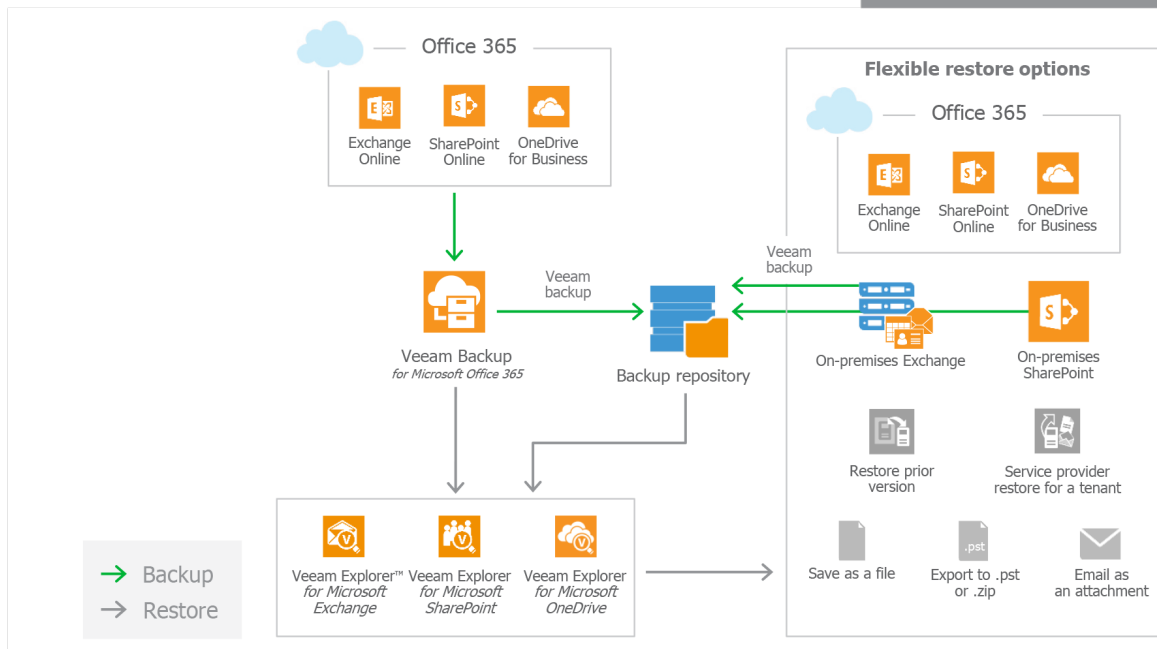 Office 365
Exchange
Online
SharePoint
Online
OneDrive
for Business
Flexible restore options
Office 365
Exchange
Online
SharePoint
Online
OneDrive
for Business
Veeam
backup
Veeam
backup
Veeam Backup
for Microsoft Office 365
Backup repository
On-premises Exchange
On-premises
SharePoint
Restore prior
version
Service provider
restore for a tenant
Veeam Explorer™
for Microsoft
Exchange
Veeam Explorer
for Microsoft
SharePoint
Veeam Explorer
for Microsoft
OneDrive
Save as a file
.pst
Export to .pst
or .zip
Email as
an attachment
Backup
Restore